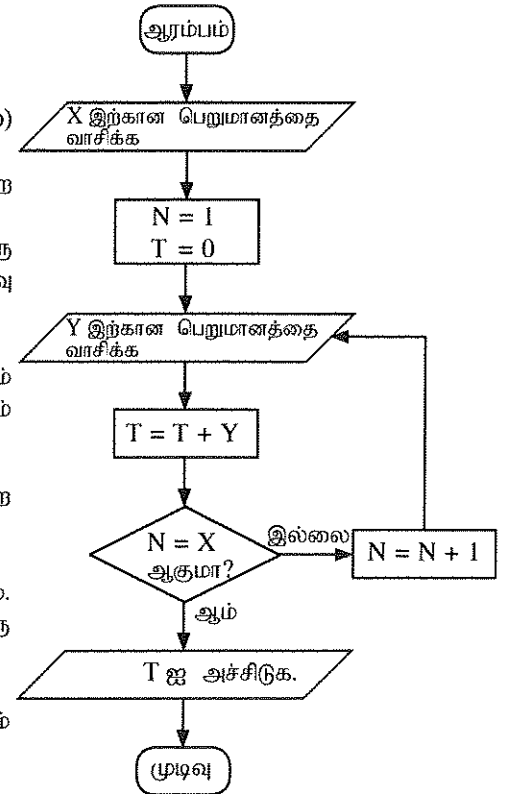 ஆரம்பம்
X இற்கான பெறுமானத்தை
வாசிக்க
N = 1
T = 0
Y இற்கான பெறுமானத்தை
வாசிக்க
T = T + Y
N = X
ஆகுமா?
இல்லை
N = N + 1
ஆம்
T ஐ அச்சிடுக.
முடிவு